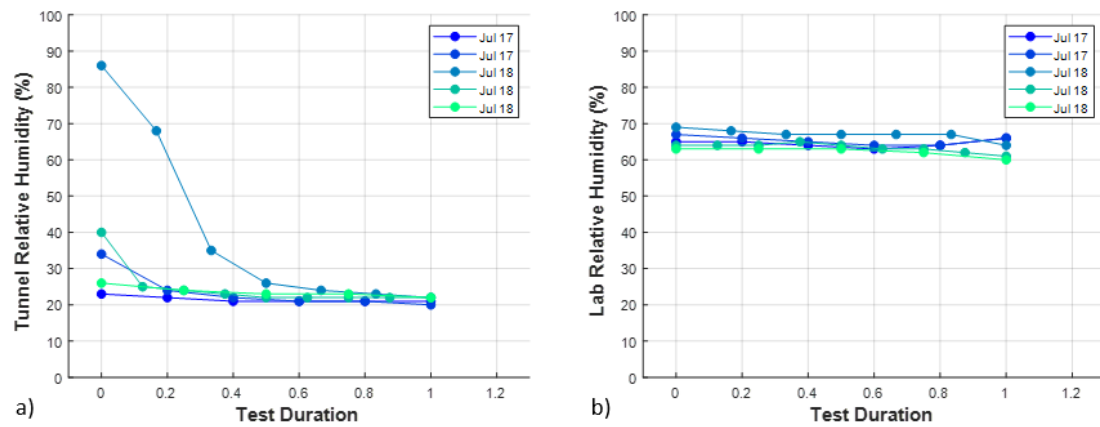 100
90
80
70
60
50
40
30
20
10
0
Tunnel Relative Humidity (%)
Jul 17
Jul 17
Jul 18
Jul 18
Jul 18
0 0.2 0.4 0.6 0.8 1 1.2
Test Duration
a)
100
90
80
70
60
50
40
30
20
10
0
Lab Relative Humidity (%)
Jul 17
Jul 17
Jul 18
Jul 18
Jul 18
0 0.2 0.4 0.6 0.8 1 1.2
Test Duration
b)